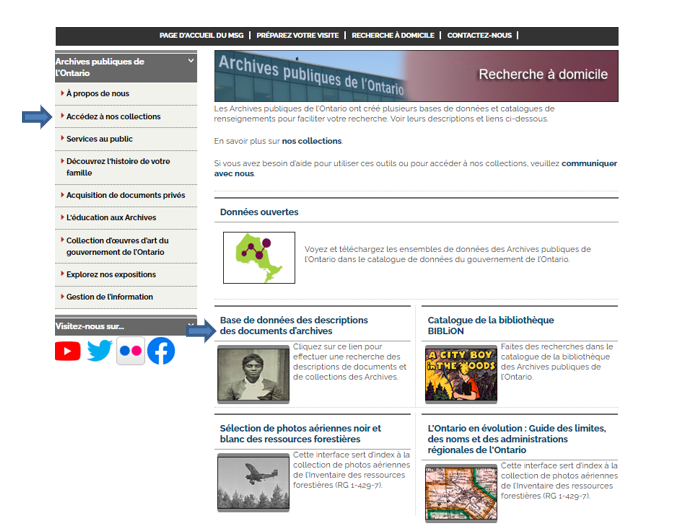 PAGE D'ACCUEIL DU MSG | PRÉPAREZ VOTRE VISITE | RECHERCHE À DOMICILE | CONTACTEZ-NOUS |
Archives publiques de
l'Ontario
À propos de nous
Accédez à nos collections
Services au public
Découvrez l'histoire de votre
famille
Acquisition de documents privés
L'éducation aux Archives
Collection d'œuvres d'art du
gouvernement de l'Ontario
Explorez nos expositions
Gestion de l'information
Visitez-nous sur...
Archives publiques de l'Ontario
Recherche à domicile
Les Archives publiques de l'Ontario ont créé plusieurs bases de données et catalogues de
renseignements pour faciliter votre recherche. Voir leurs descriptions et liens ci-dessous.
En savoir plus sur nos collections.
Si vous avez besoin d'aide pour utiliser ces outils ou pour accéder à nos collections, veuillez communiquer
avec nous.
Données ouvertes
Voyez et téléchargez les ensembles de données des Archives publiques de
l'Ontario dans le catalogue de données du gouvernement de l'Ontario.
Base de données des descriptions
des documents d'archives
Cliquez sur ce lien pour
effectuer une recherche des
descriptions de documents et
de collections des Archives.
Catalogue de la bibliothèque
BIBLiON
A CITY BOY
IN THE WOODS
Faites des recherches dans le
catalogue de la bibliothèque
des Archives publiques de
l'Ontario.
Sélection de photos aériennes noir et
blanc des ressources forestières
Cette interface sert d'index à la
collection de photos aériennes
de l'Inventaire des ressources
forestières (RG 1-429-7).
L'Ontario en évolution : Guide des limites,
des noms et des administrations
régionales de l'Ontario
Cette interface sert d'index à la
collection de photos aériennes
de l'Inventaire des ressources
forestières (RG 1-429-7).